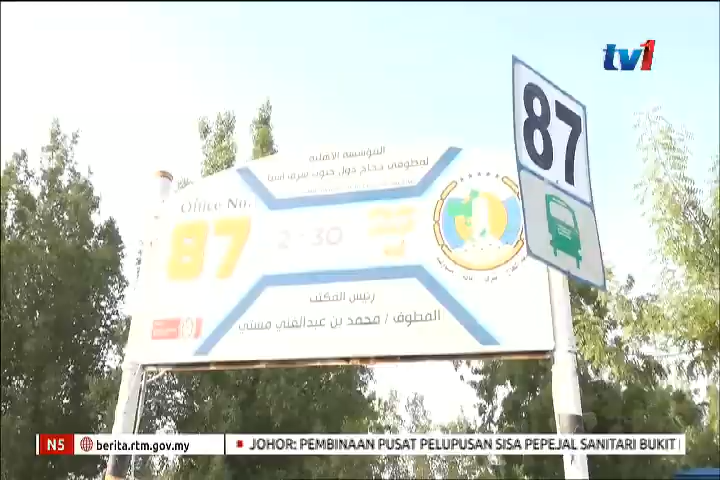 tv1
87
المؤسسة الأهلية
لمطوفي حجاج دول جنوب شرق آسيا
Office No.
87
2 - 30
رئيس المكتب
المطوف / محمد بن عبدالغني مستي
N5 berita.rtm.gov.my JOHOR: PEMBINAAN PUSAT PELUPUSAN SISA PEPEJAL SANITARI BUKIT